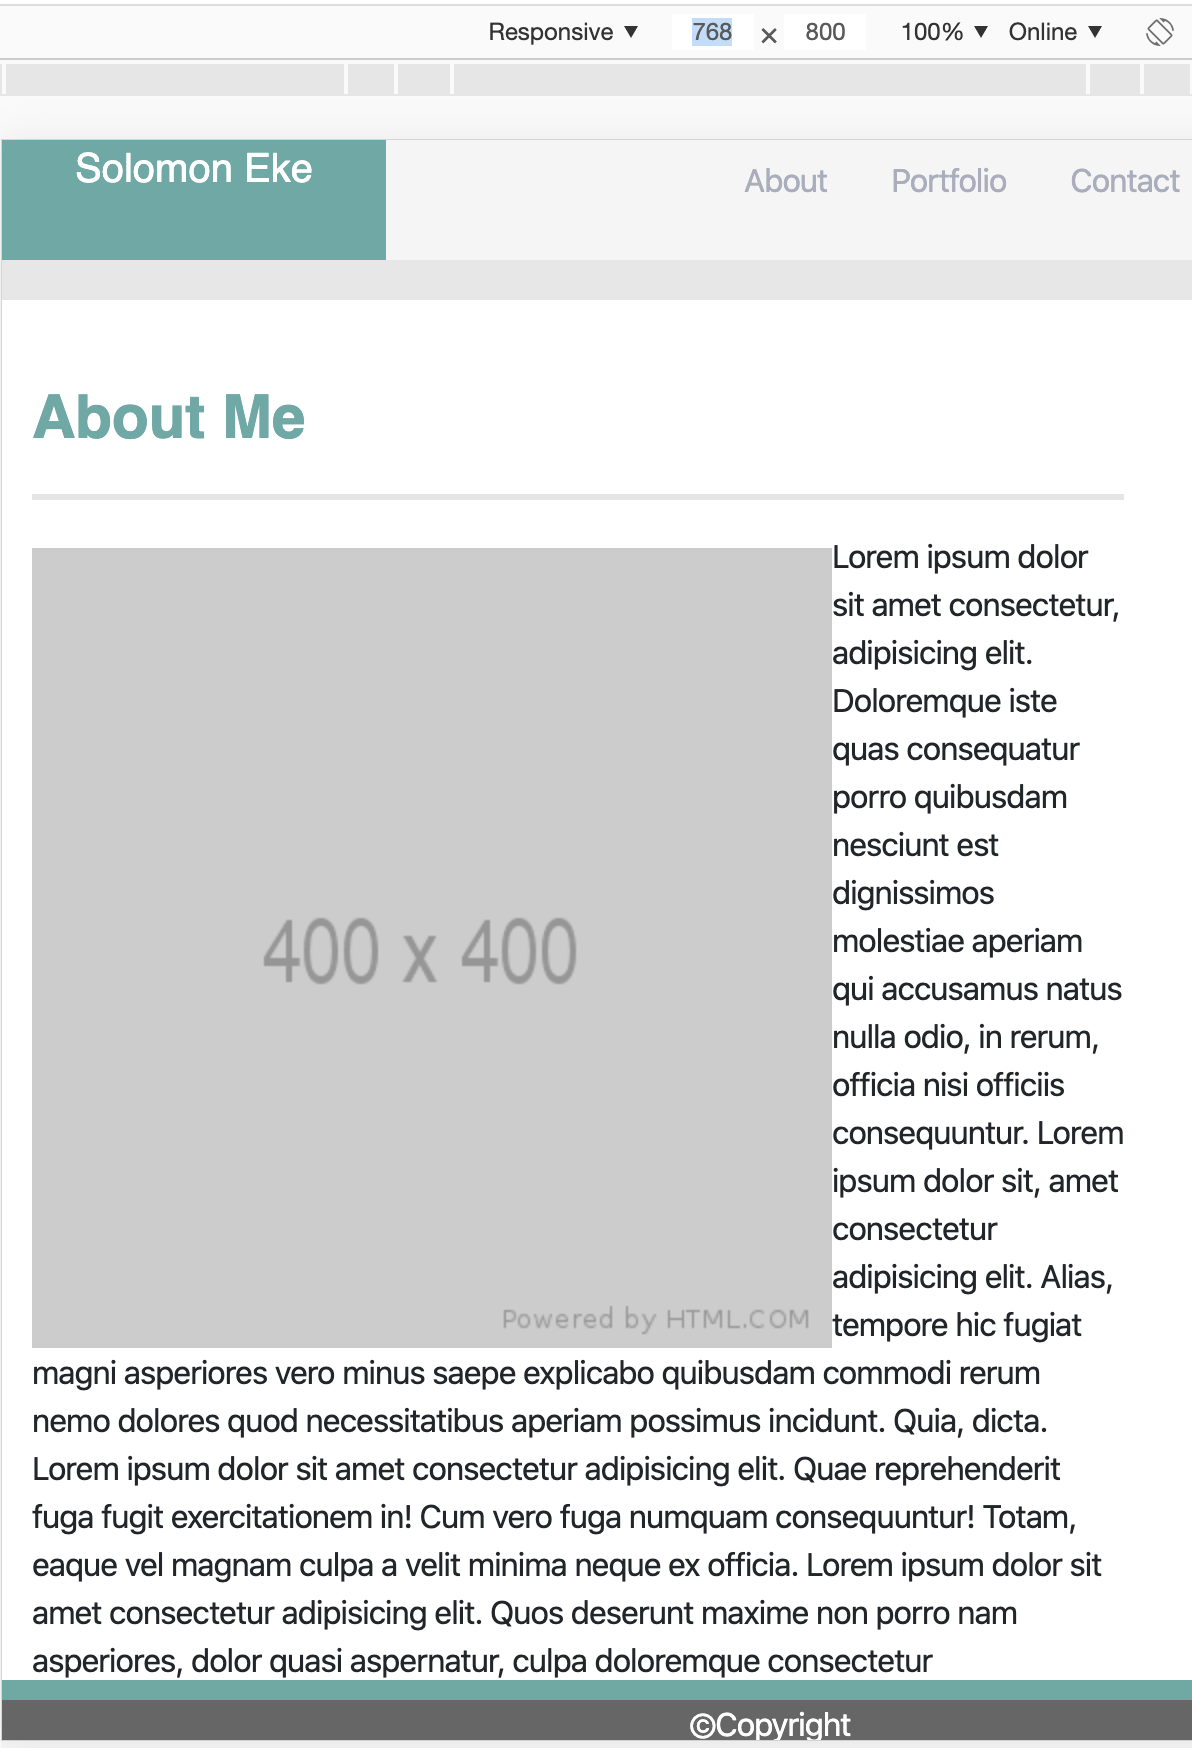 Responsive ▼ 768 × 800 100% ▼ Online ▼
Solomon Eke
About Portfolio Contact
About Me
Lorem ipsum dolor
sit amet consectetur,
adipisicing elit.
Doloremque iste
quas consequatur
porro quibusdam
nesciunt est
dignissimos
molestiae aperiam
qui accusamus natus
nulla odio, in rerum,
officia nisi officiis
consequuntur. Lorem
ipsum dolor sit, amet
consectetur
adipisicing elit. Alias,
tempore hic fugiat
400 x 400
Powered by HTML.COM
magni asperiores vero minus saepe explicabo quibusdam commodi rerum
nemo dolores quod necessitatibus aperiam possimus incidunt. Quia, dicta.
Lorem ipsum dolor sit amet consectetur adipisicing elit. Quae reprehenderit
fuga fugit exercitationem in! Cum vero fuga numquam consequuntur! Totam,
eaque vel magnam culpa a velit minima neque ex officia. Lorem ipsum dolor sit
amet consectetur adipisicing elit. Quos deserunt maxime non porro nam
asperiores, dolor quasi aspernatur, culpa doloremque consectetur
©Copyright